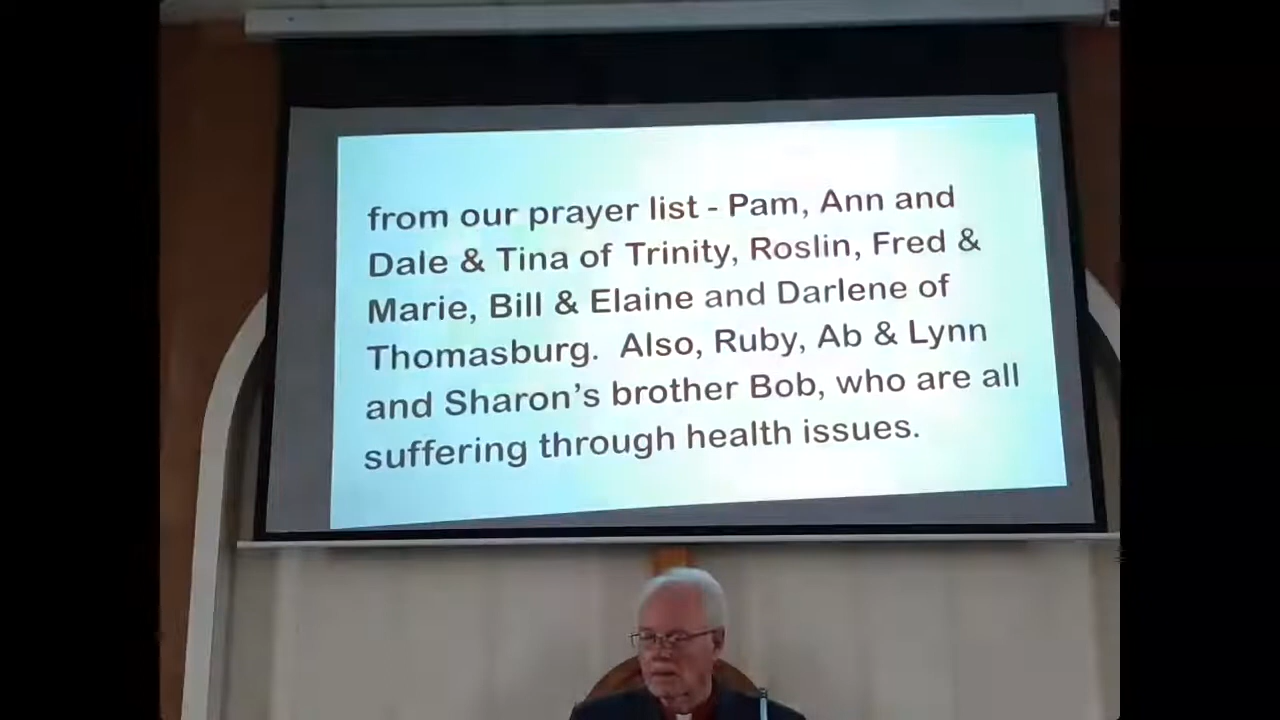 from our prayer list - Pam, Ann and
Dale & Tina of Trinity, Roslin, Fred &
Marie, Bill & Elaine and Darlene of
Thomasburg.  Also, Ruby, Ab & Lynn
and Sharon’s brother Bob, who are all
suffering through health issues.